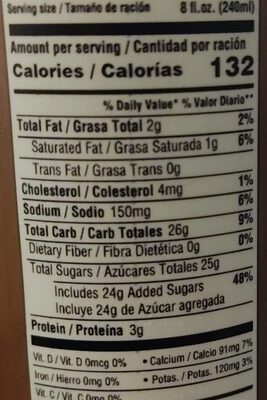 Serving size / Tamaño de ración 8 fl.oz. (240ml)
Amount per serving / Cantidad por ración
Calories / Calorías 132
% Daily Value* % Valor Diario**
Total Fat / Grasa Total 2g 2%
Saturated Fat / Grasa Saturada 1g 6%
Trans Fat / Grasa Trans 0g
Cholesterol / Colesterol 4mg 1%
Sodium / Sodio 150mg 6%
Total Carb / Carb Totales 26g 9%
Dietary Fiber / Fibra Dietética 0g 0%
Total Sugars / Azúcares Totales 25g
Includes 24g Added Sugars 48%
Incluye 24g de Azúcar agregada
Protein / Proteína 3g
Vit. D / Vit. D 0mcg 0% • Calcium / Calcio 91mg 7%
Iron / Hierro 0mg 0% • Potas. / Potas. 120mg 3%
Vit. C / Vit. C 0mg 0%